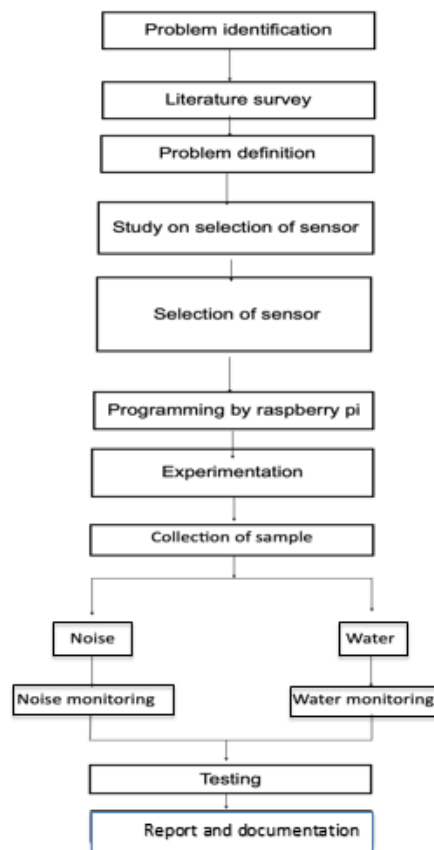 Problem identification
Literature survey
Problem definition
Study on selection of sensor
Selection of sensor
Programming by raspberry pi
Experimentation
Collection of sample
Noise
Water
Noise monitoring
Water monitoring
Testing
Report and documentation